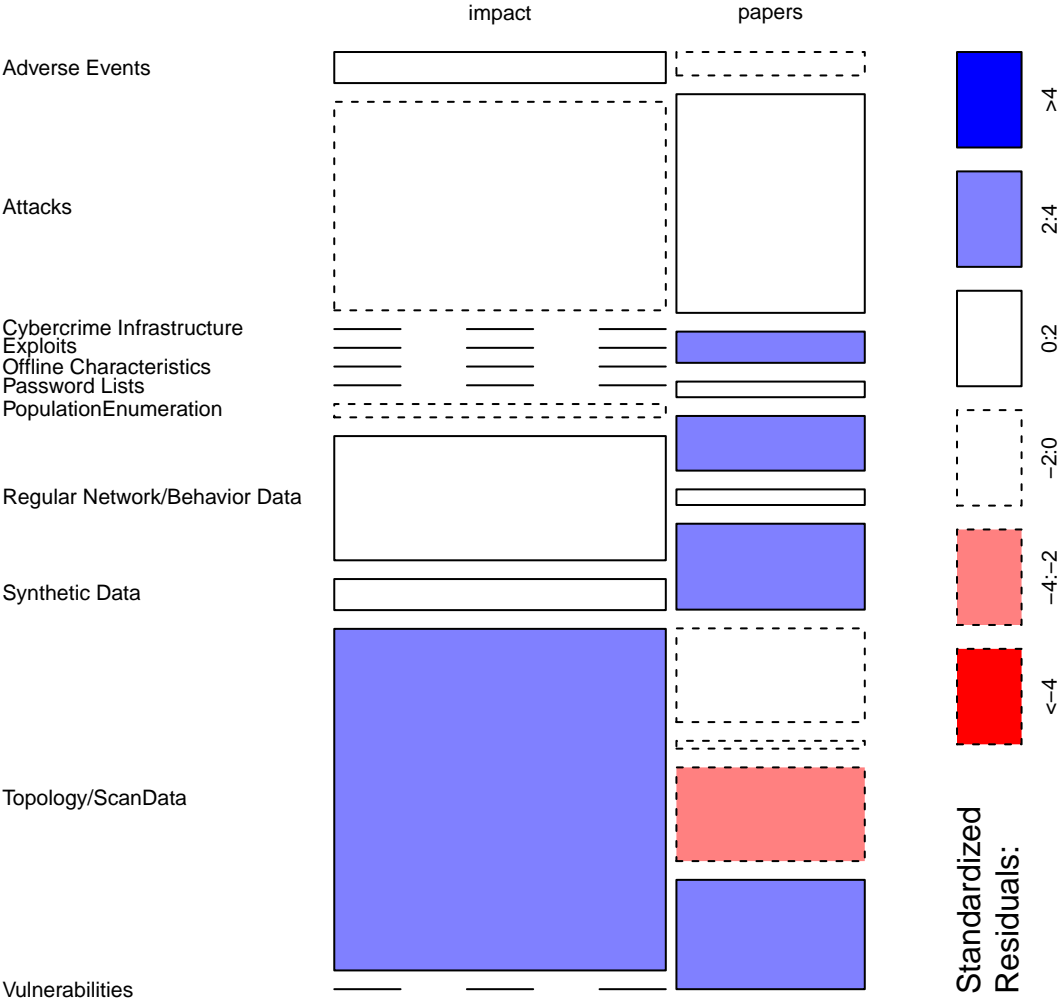 impact
papers
Adverse Events
Attacks
Cybercrime Infrastructure
Exploits
Offline Characteristics
Password Lists
PopulationEnumeration
Regular Network/Behavior Data
Synthetic Data
Topology/ScanData
Vulnerabilities
>4
2:4
0:2
−2:0
−4:−2
<−4
Standardized
Residuals: